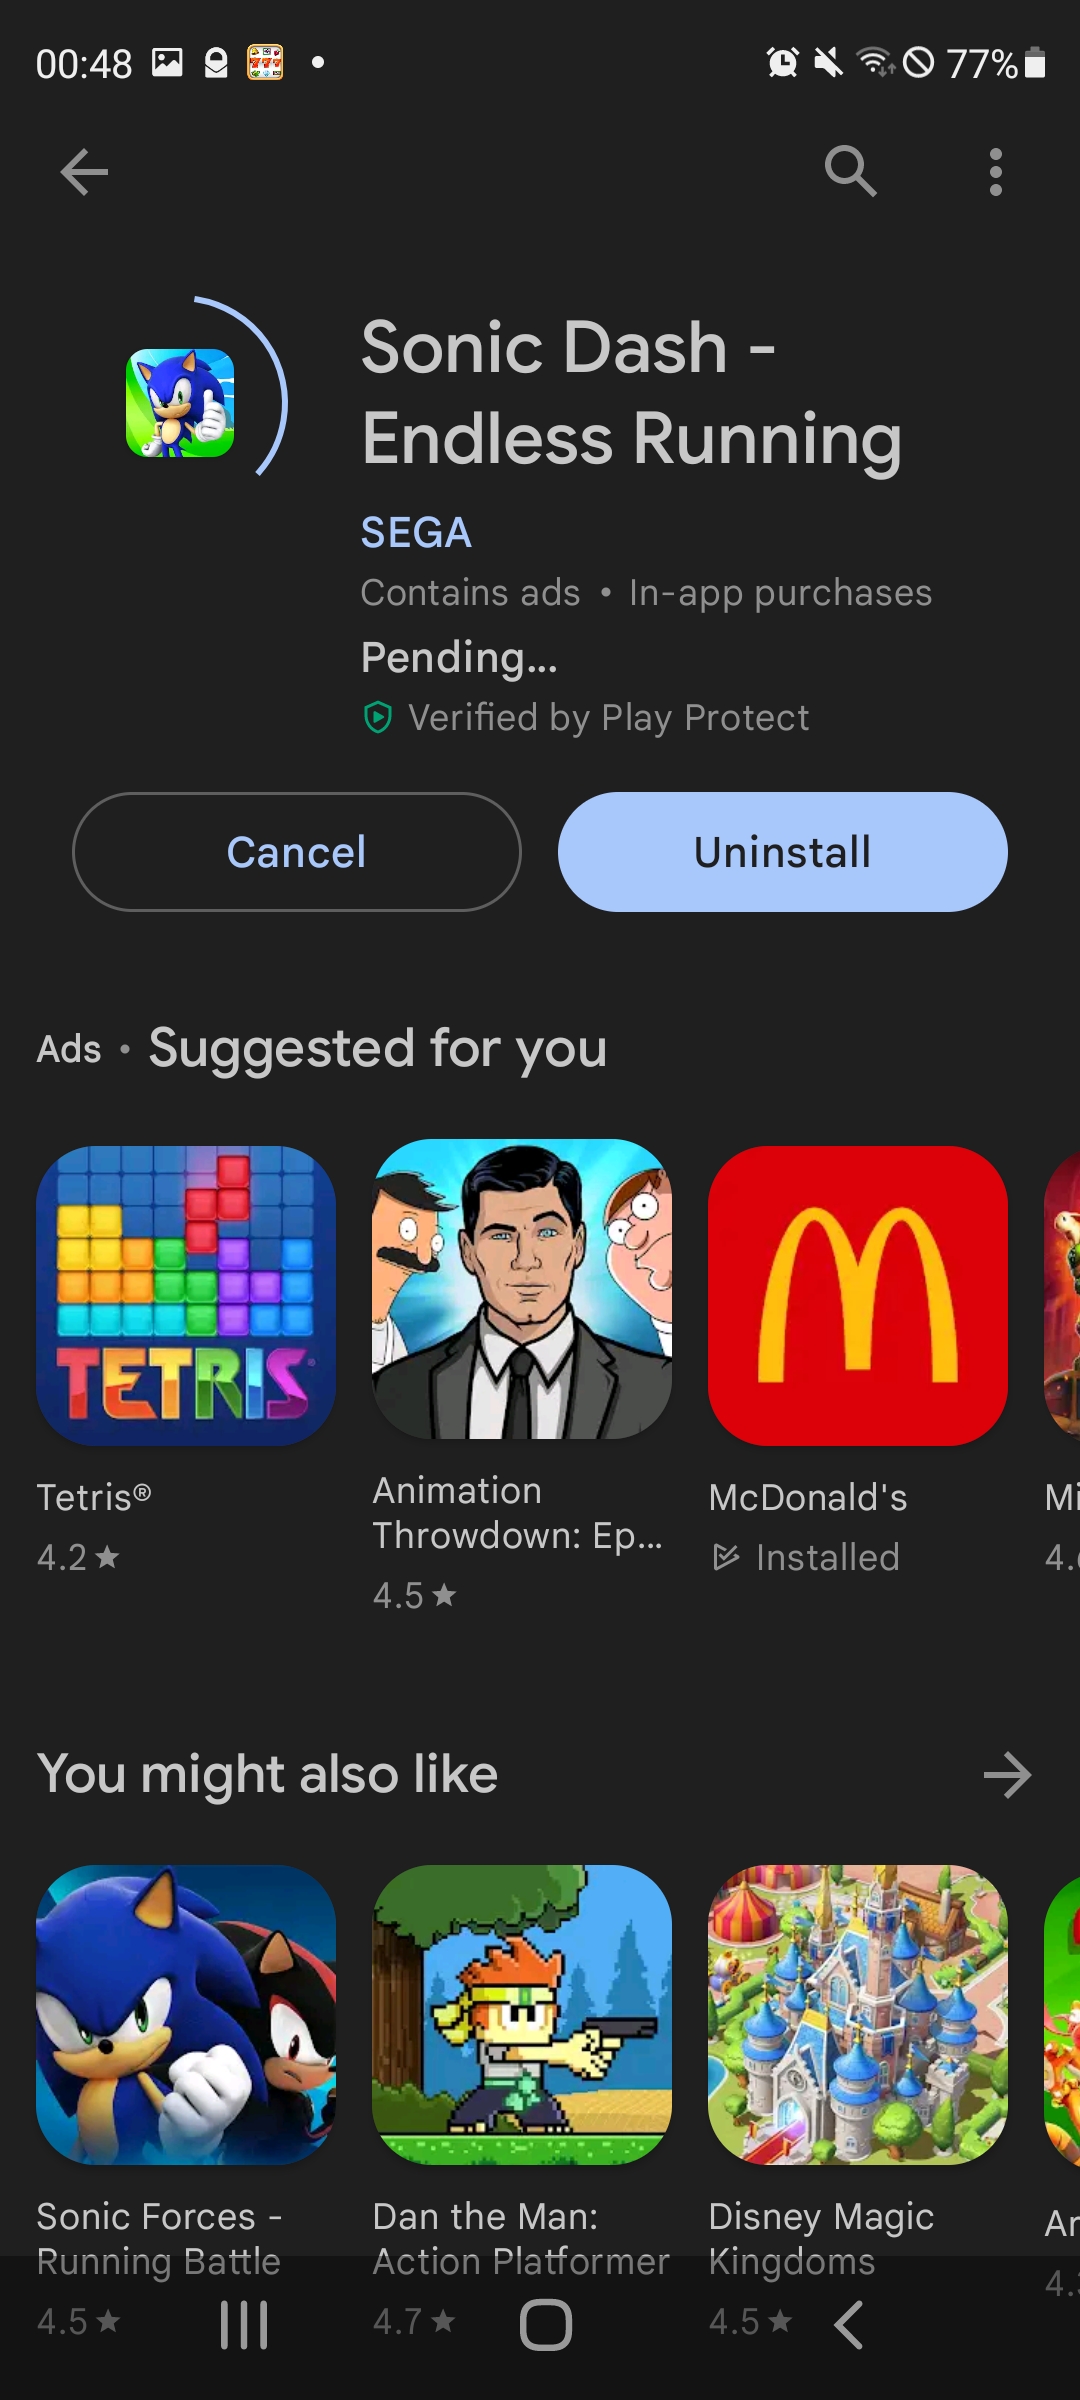 00:48
77%
Sonic Dash -
Endless Running
SEGA
Contains ads • In-app purchases
Pending...
Verified by Play Protect
Cancel
Uninstall
Ads • Suggested for you
TETRIS
Tetris®
4.2★
Animation
Throwdown: Ep...
4.5★
McDonald's
Installed
Mi
4.
You might also like
Sonic Forces -
Running Battle
4.5★
Dan the Man:
Action Platformer
4.7★
Disney Magic
Kingdoms
4.5★
Ar
4.